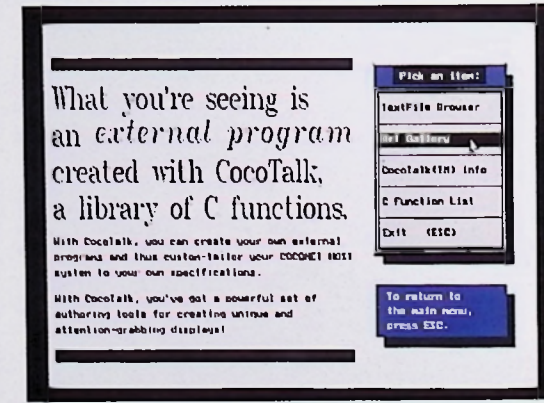 What you're seeing is
an external program
created with CocoTalk,
a library of C functions.
With CocoTalk, you can create your own external
programs and thus custom-tailor your COCONET HOST
system to your own specifications.
With CocoTalk, you've got a powerful set of
authoring tools for creating unique and
attention-grabbing displays!
Pick an item:
TextFile Browser
Art Gallery
CocoTalk(TM) Info
C Function List
Exit (ESC)
To return to
the main menu,
press ESC.